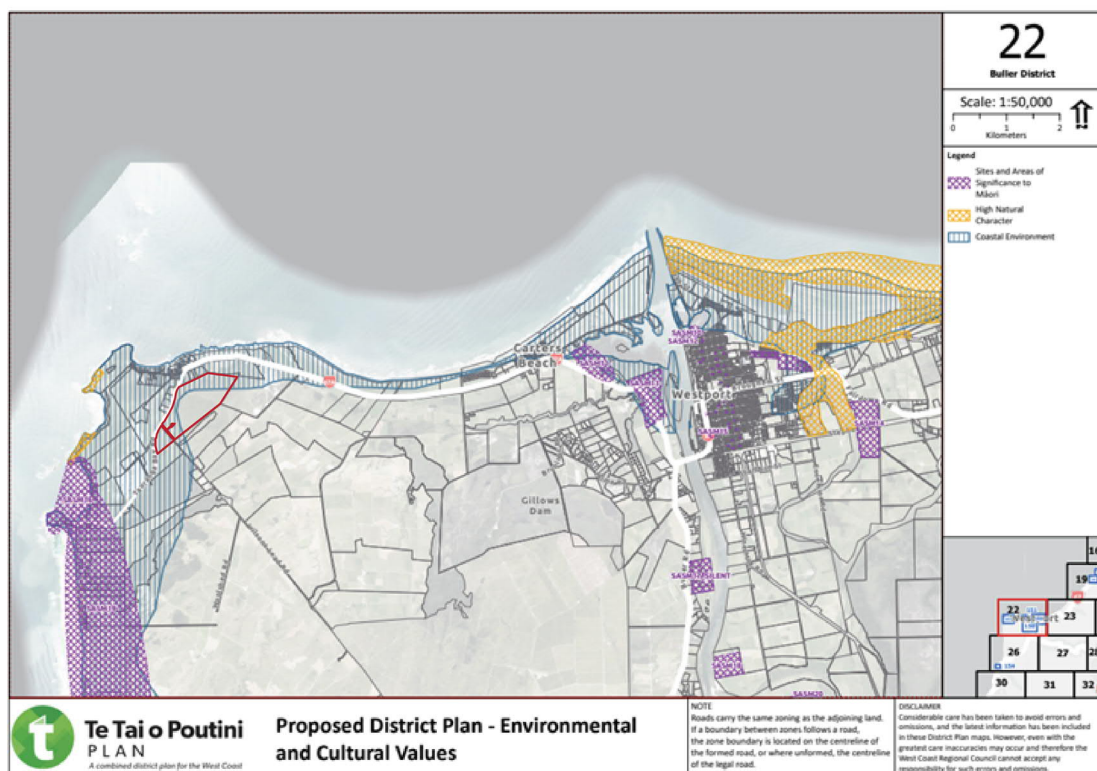 22
Buller District
Scale: 1:50,000
0 1 2
Kilometers
Legend
Sites and Areas of
Significance to
Māori
High Natural
Character
Coastal Environment
Carters
Beach
Westport
Gillows
Dam
SASM15
SASM14
SILENT
SASM18
SASM20
19
22
23
26
27
28
154
30
31
32
Te Tai o Poutini
PLAN
A combined district plan for the West Coast
Proposed District Plan - Environmental
and Cultural Values
NOTE
Roads carry the same zoning as the adjoining land.
If a boundary between zones follows a road,
the zone boundary is located on the centreline of
the formed road, or where unformed, the centreline
of the legal road.
DISCLAIMER
Considerable care has been taken to avoid errors and
omissions, and the latest information has been included
in these District Plan maps. However, even with the
greatest care inaccuracies may occur and therefore the
West Coast Regional Council cannot accept any
responsibility for such errors and omissions.